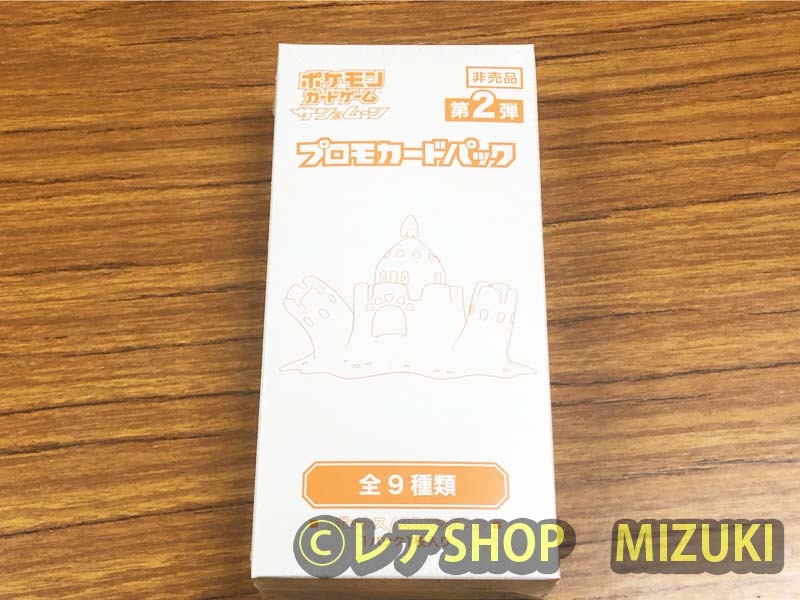 ポケモン
カードゲーム
サン&ムーン
非売品
第2弾
プロモカードパック
全9種類
©レアSHOP MIZUKI